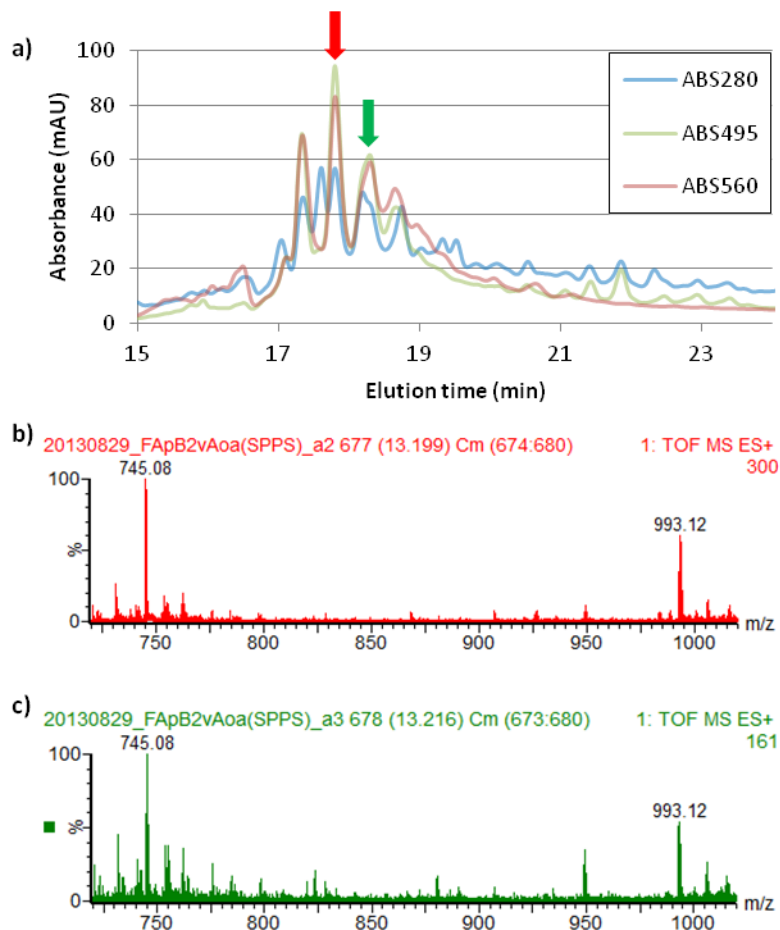 a)
Absorbance (mAU)
100
80
60
40
20
0
ABS280
ABS495
ABS560
15 17 19 21 23
Elution time (min)
b)
20130829_FApB2vAoa(SPPS)_a2 677 (13.199) Cm (674:680) 1: TOF MS ES+
300
745.08
993.12
100
%
0
750 800 850 900 950 1000 m/z
c)
20130829_FApB2vAoa(SPPS)_a3 678 (13.216) Cm (673:680) 1: TOF MS ES+
161
745.08
993.12
100
%
0
750 800 850 900 950 1000 m/z